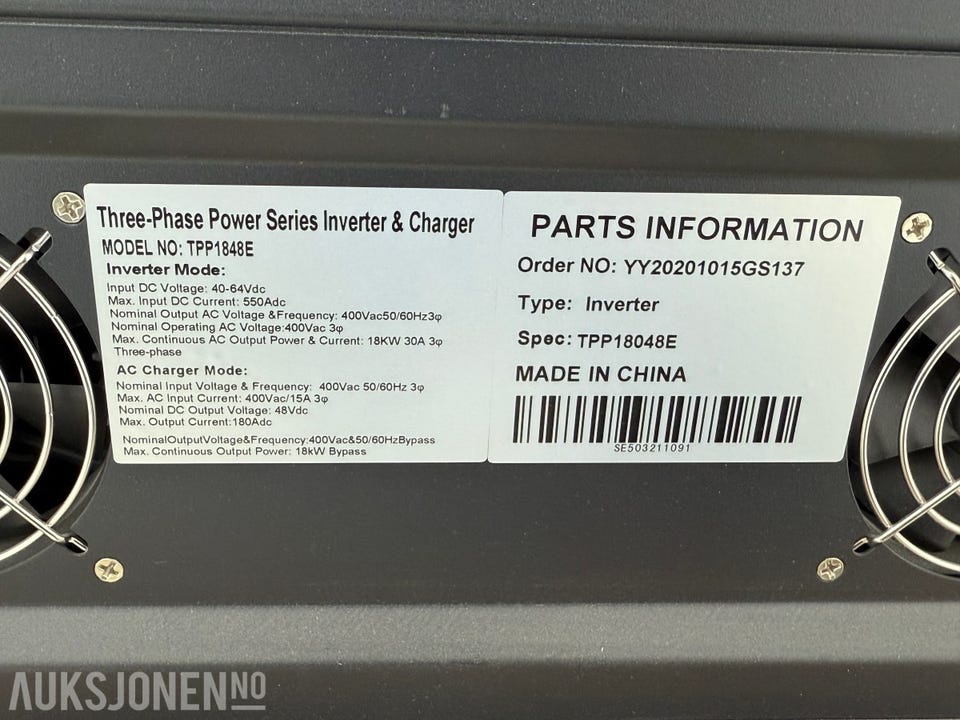 Three-Phase Power Series Inverter & Charger
MODEL NO: TPP1848E
Inverter Mode:
Input DC Voltage: 40-64Vdc
Max. Input DC Current: 550Adc
Nominal Output AC Voltage &Frequency: 400Vac50/60Hz3φ
Nominal Operating AC Voltage:400Vac 3φ
Max. Continuous AC Output Power & Current: 18KW 30A 3φ
Three-phase
AC Charger Mode:
Nominal Input Voltage & Frequency: 400Vac 50/60Hz 3φ
Max. AC Input Current: 400Vac/15A 3φ
Nominal DC Output Voltage: 48Vdc
Max. Output Current:180Adc
NominalOutputVoltage&Frequency:400Vac&50/60HzBypass
Max. Continuous Output Power: 18kW Bypass
PARTS INFORMATION
Order NO: YY20201015GS137
Type: Inverter
Spec: TPP18048E
MADE IN CHINA
SE503211091
AUKSJONEN NO